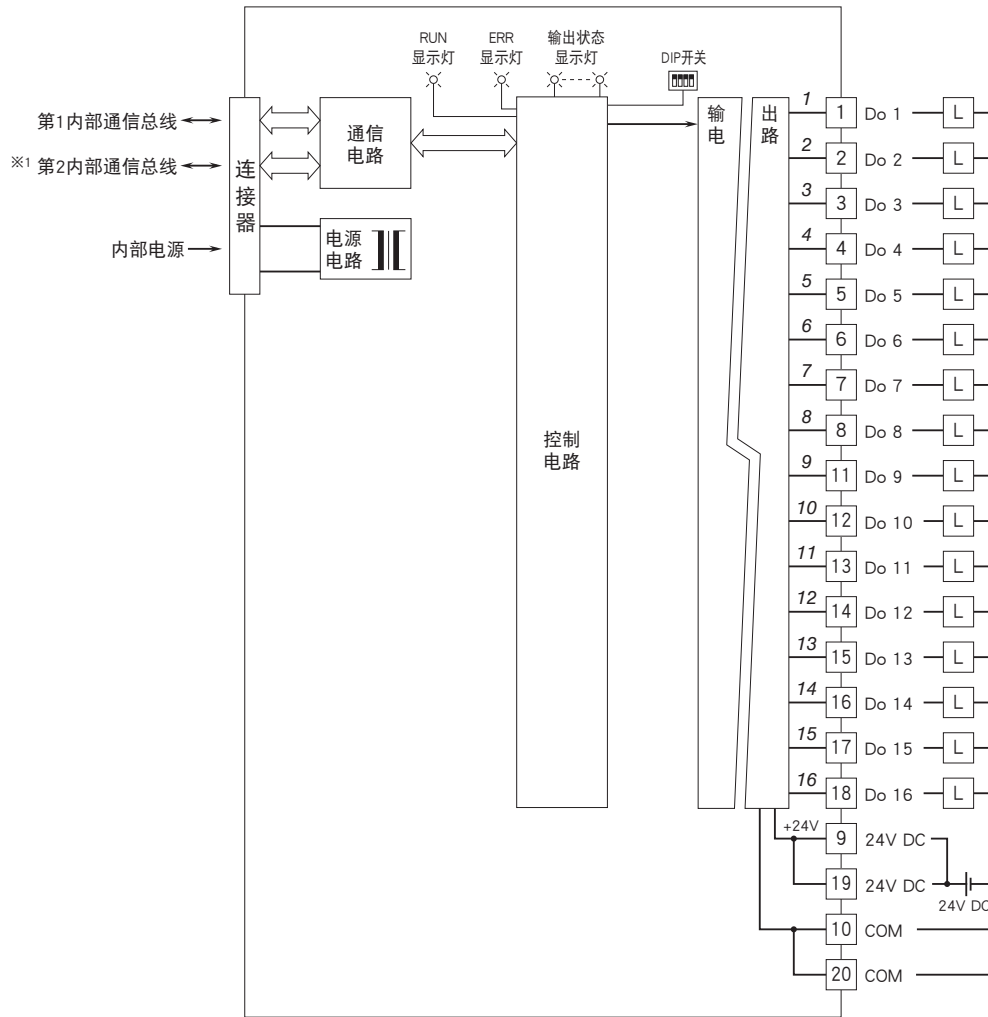 RUN
显示灯
ERR
显示灯
输出状态
显示灯
DIP开关
第1内部通信总线
※1 第2内部通信总线
内部电源
连接器
通信
电路
电源
电路
控制
电路
输 出
电 路
1 1 Do 1 L
2 2 Do 2 L
3 3 Do 3 L
4 4 Do 4 L
5 5 Do 5 L
6 6 Do 6 L
7 7 Do 7 L
8 8 Do 8 L
9 11 Do 9 L
10 12 Do 10 L
11 13 Do 11 L
12 14 Do 12 L
13 15 Do 13 L
14 16 Do 14 L
15 17 Do 15 L
16 18 Do 16 L
+24V 9 24V DC
19 24V DC
24V DC
10 COM
20 COM